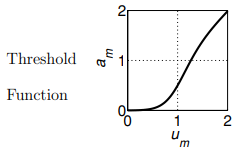 Threshold
Function
2
1
0
a_m
0 1 2
u_m